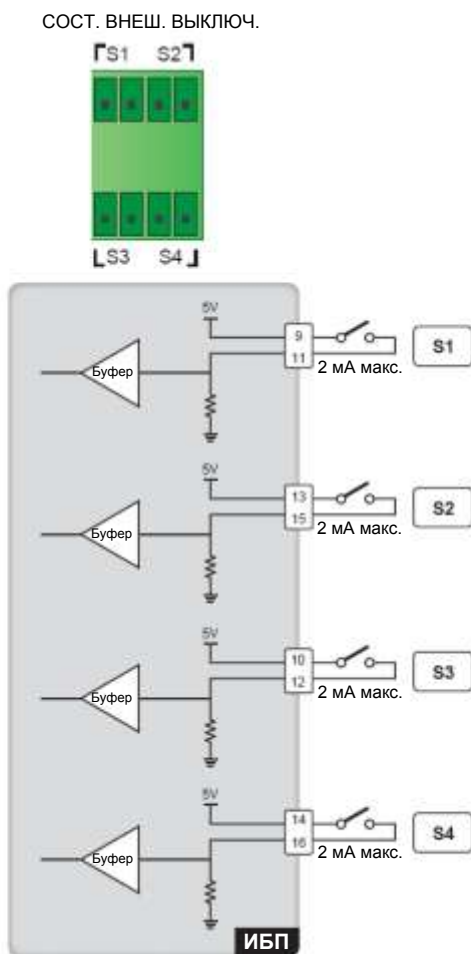 СОСТ. ВНЕШ. ВЫКЛЮЧ.
S1 S2
S3 S4
5V
9
Буфер
11
2 мА макс.
S1
5V
13
Буфер
15
2 мА макс.
S2
5V
10
Буфер
12
2 мА макс.
S3
5V
14
Буфер
16
2 мА макс.
S4
ИБП